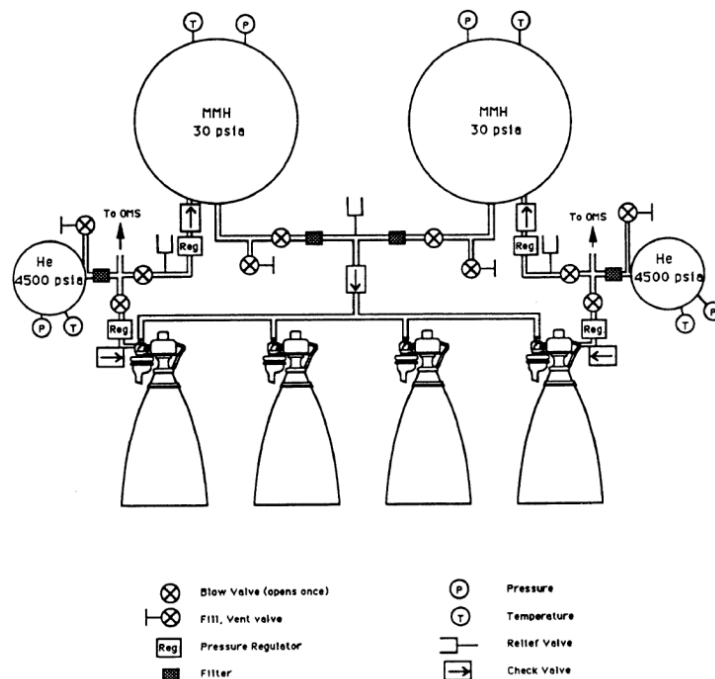 T
P
P
T
MMH
30 psia
MMH
30 psia
To OMS
To OMS
Reg
Reg
He
4500 psia
He
4500 psia
P
T
Reg
Reg
T
P
Blow Valve (opens once)
Fill, Vent valve
Reg
Pressure Regulator
Filter
P
Pressure
T
Temperature
Relief Valve
Check Valve